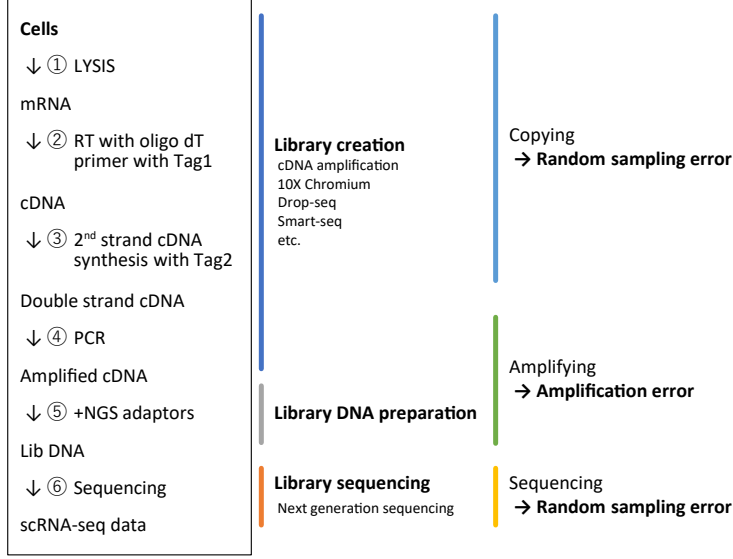 Cells
↓ ① LYSIS
mRNA
↓ ② RT with oligo dT
primer with Tag1
cDNA
↓ ③ 2nd strand cDNA
synthesis with Tag2
Double strand cDNA
↓ ④ PCR
Amplified cDNA
↓ ⑤ +NGS adaptors
Lib DNA
↓ ⑥ Sequencing
scRNA-seq data
Library creation
cDNA amplification
10X Chromium
Drop-seq
Smart-seq
etc.
Library DNA preparation
Library sequencing
Next generation sequencing
Copying
→ Random sampling error
Amplifying
→ Amplification error
Sequencing
→ Random sampling error